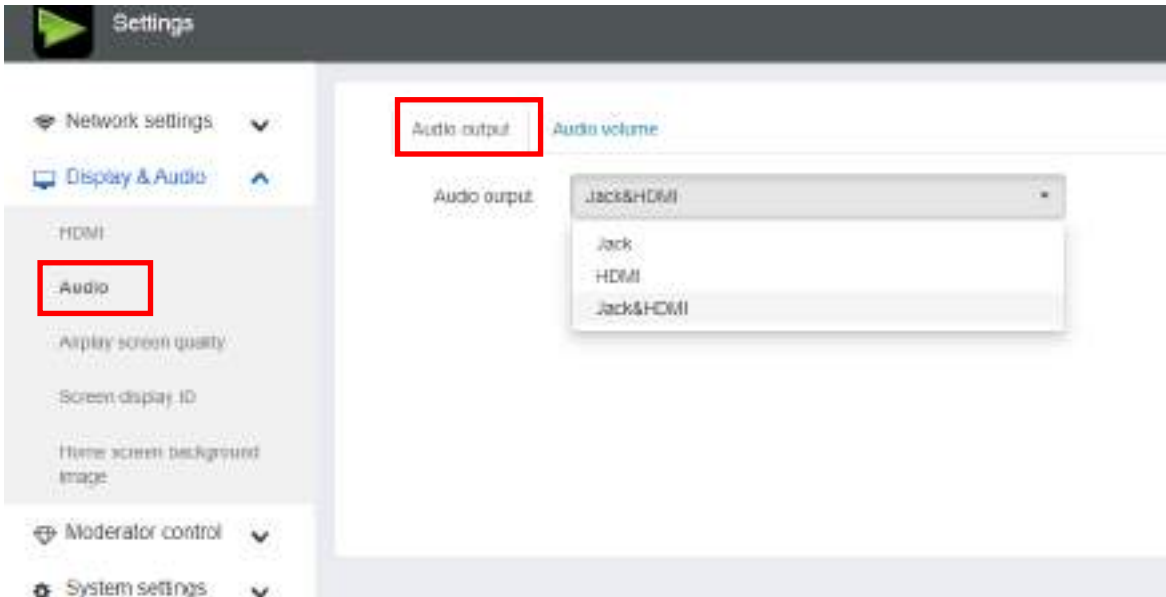 Settings
Network settings
Display & Audio
HDMI
Audio
Airplay screen quality
Screen display ID
Home screen background
image
Moderator control
System settings
Audio output
Audio volume
Audio output
Jack&HDMI
Jack
HDMI
Jack&HDMI